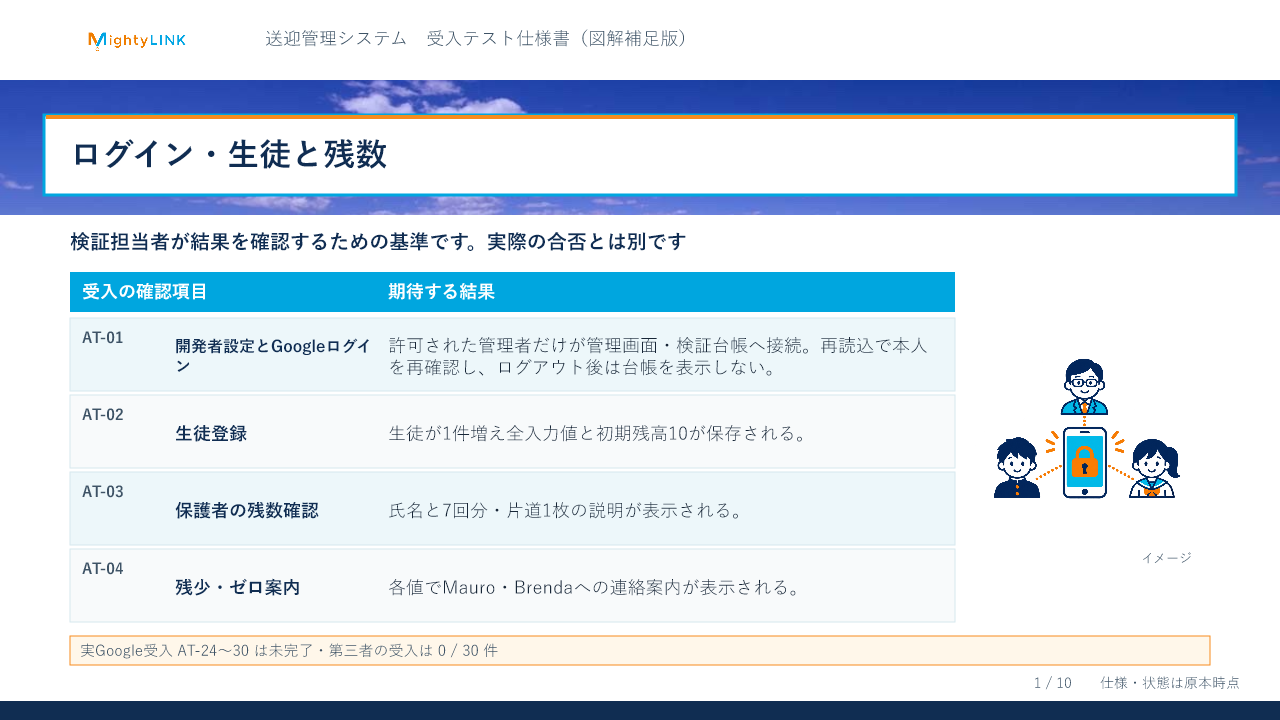 MightyLINK
送迎管理システム　受入テスト仕様書（図解補足版）
ログイン・生徒と残数
検証担当者が結果を確認するための基準です。実際の合否とは別です
受入の確認項目　期待する結果
AT-01
開発者設定とGoogleログイ
ン
許可された管理者だけが管理画面・検証台帳へ接続。再読込で本人
を再確認し、ログアウト後は台帳を表示しない。
AT-02
生徒登録
生徒が1件増え全入力値と初期残高10が保存される。
AT-03
保護者の残数確認
氏名と7回分・片道1枚の説明が表示される。
AT-04
残少・ゼロ案内
各値でMauro・Brendaへの連絡案内が表示される。
イメージ
実Google受入 AT-24〜30 は未完了・第三者の受入は 0 / 30 件
1 / 10　仕様・状態は原本時点